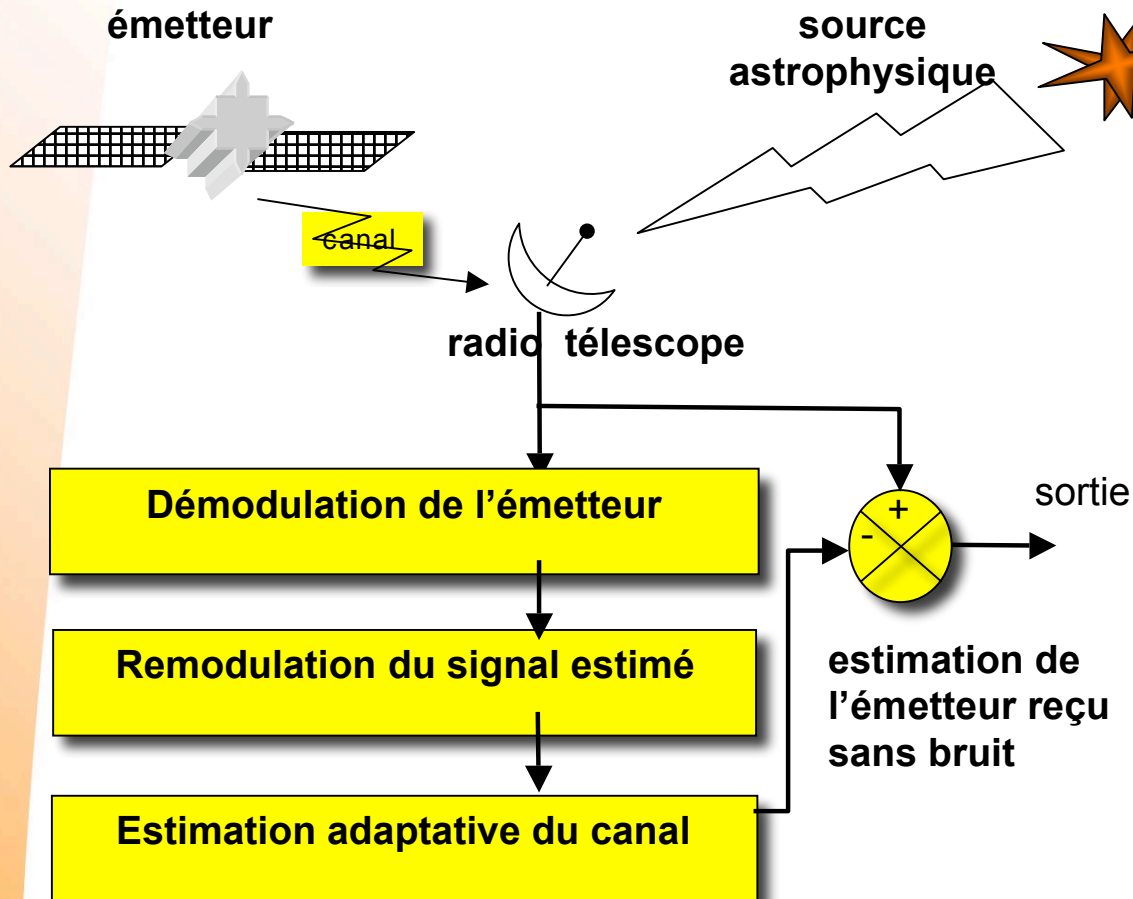 émetteur
source
astrophysique
canal
radio télescope
Démodulation de l’émetteur
+
-
sortie
Remodulation du signal estimé
estimation de
l’émetteur reçu
sans bruit
Estimation adaptative du canal